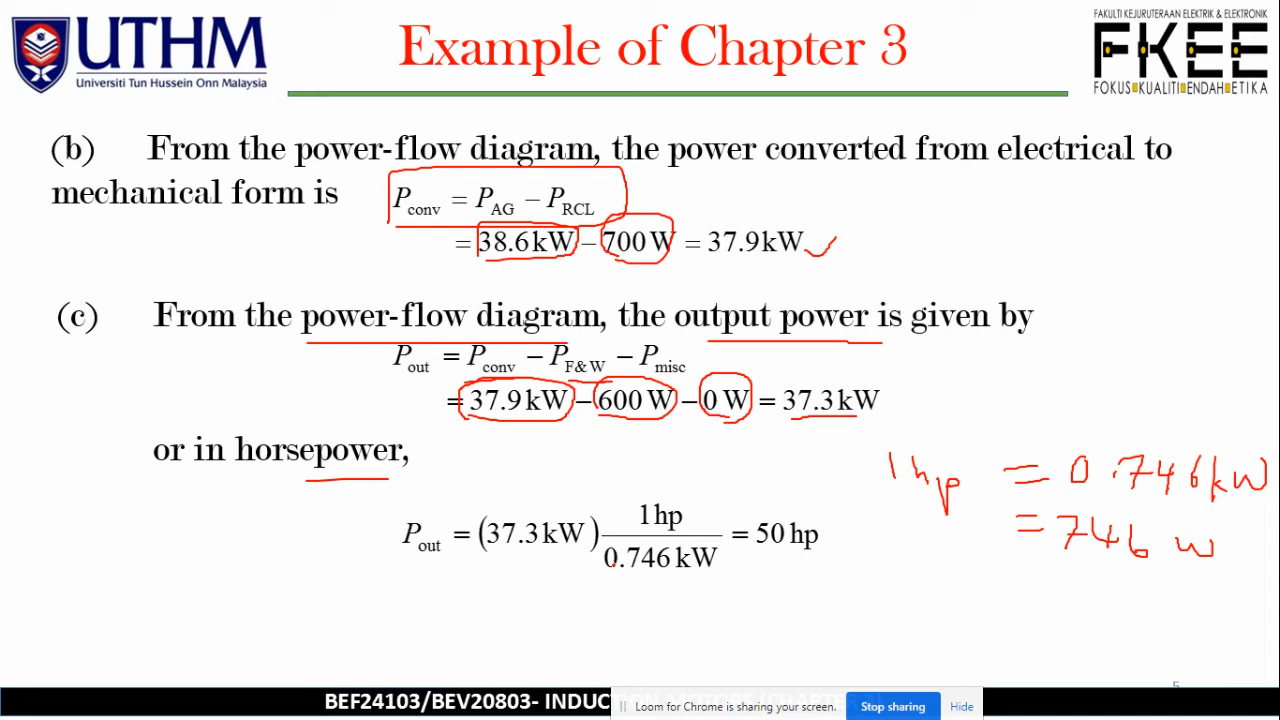 UTHM
Universiti Tun Hussein Onn Malaysia
Example of Chapter 3
FAKULTI KEJURUTERAAN ELEKTRIK & ELEKTRONIK
FKEE
FOKUS KUALITI ENDAH ETIKA
(b) From the power-flow diagram, the power converted from electrical to
mechanical form is P_conv = P_AG − P_RCL
= 38.6 kW − 700 W = 37.9 kW
(c) From the power-flow diagram, the output power is given by
P_out = P_conv − P_F&W − P_misc
= 37.9 kW − 600 W − 0 W = 37.3 kW
or in horsepower,
1 hp = 0.746 kW
= 746 W
P_out = (37.3 kW) 1 hp / 0.746 kW = 50 hp
5
BEF24103/BEV20803- INDUCTION MOTORS (CHAPTER
Loom for Chrome is sharing your screen.
Stop sharing
Hide